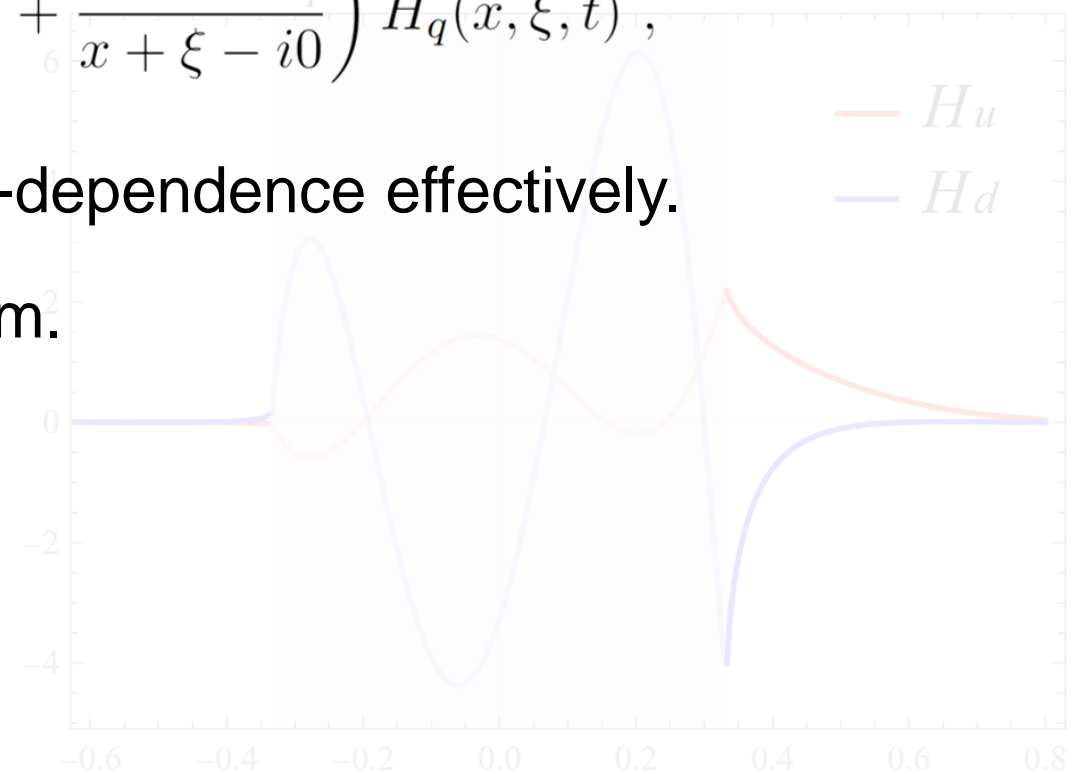 + 1/(x + ξ − i0) ) H_q(x, ξ, t) ,
6
H u
-dependence effectively.
H d
2
m.
0
−2
−4
−0.6 −0.4 −0.2 0.0 0.2 0.4 0.6 0.8